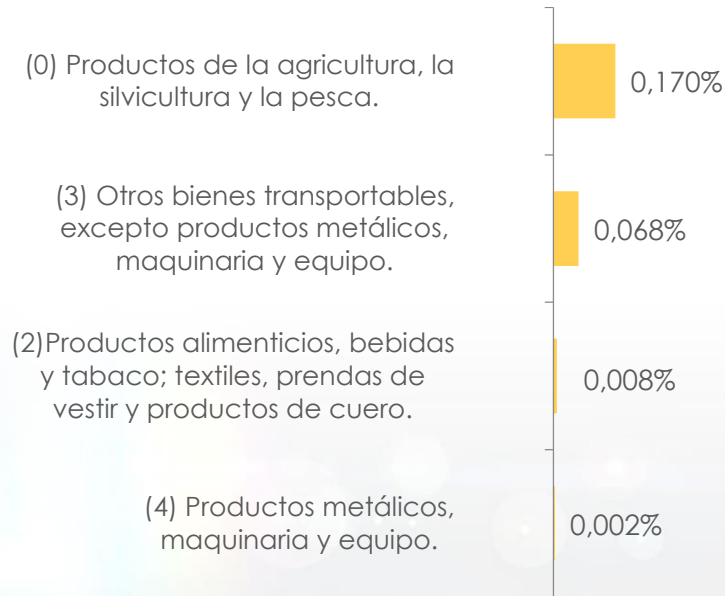 (0) Productos de la agricultura, la
silvicultura y la pesca.
0,170%
(3) Otros bienes transportables,
excepto productos metálicos,
maquinaria y equipo.
0,068%
(2)Productos alimenticios, bebidas
y tabaco; textiles, prendas de
vestir y productos de cuero.
0,008%
(4) Productos metálicos,
maquinaria y equipo.
0,002%